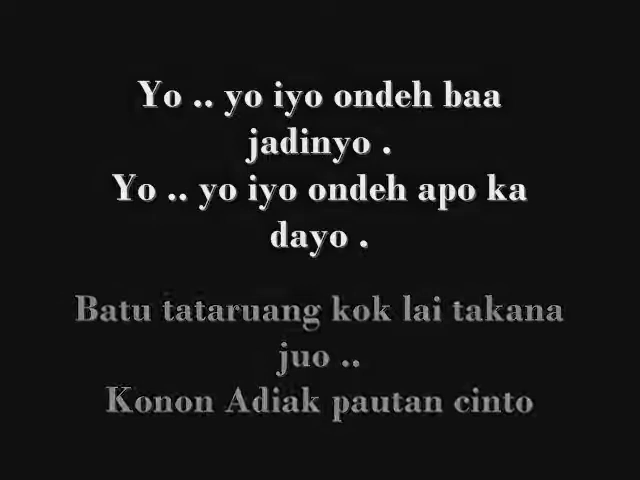 Yo .. yo iyo ondeh baa
jadinyo .
Yo .. yo iyo ondeh apo ka
dayo .
Batu tataruang kok lai takana
juo ..
Konon Adiak pautan cinto